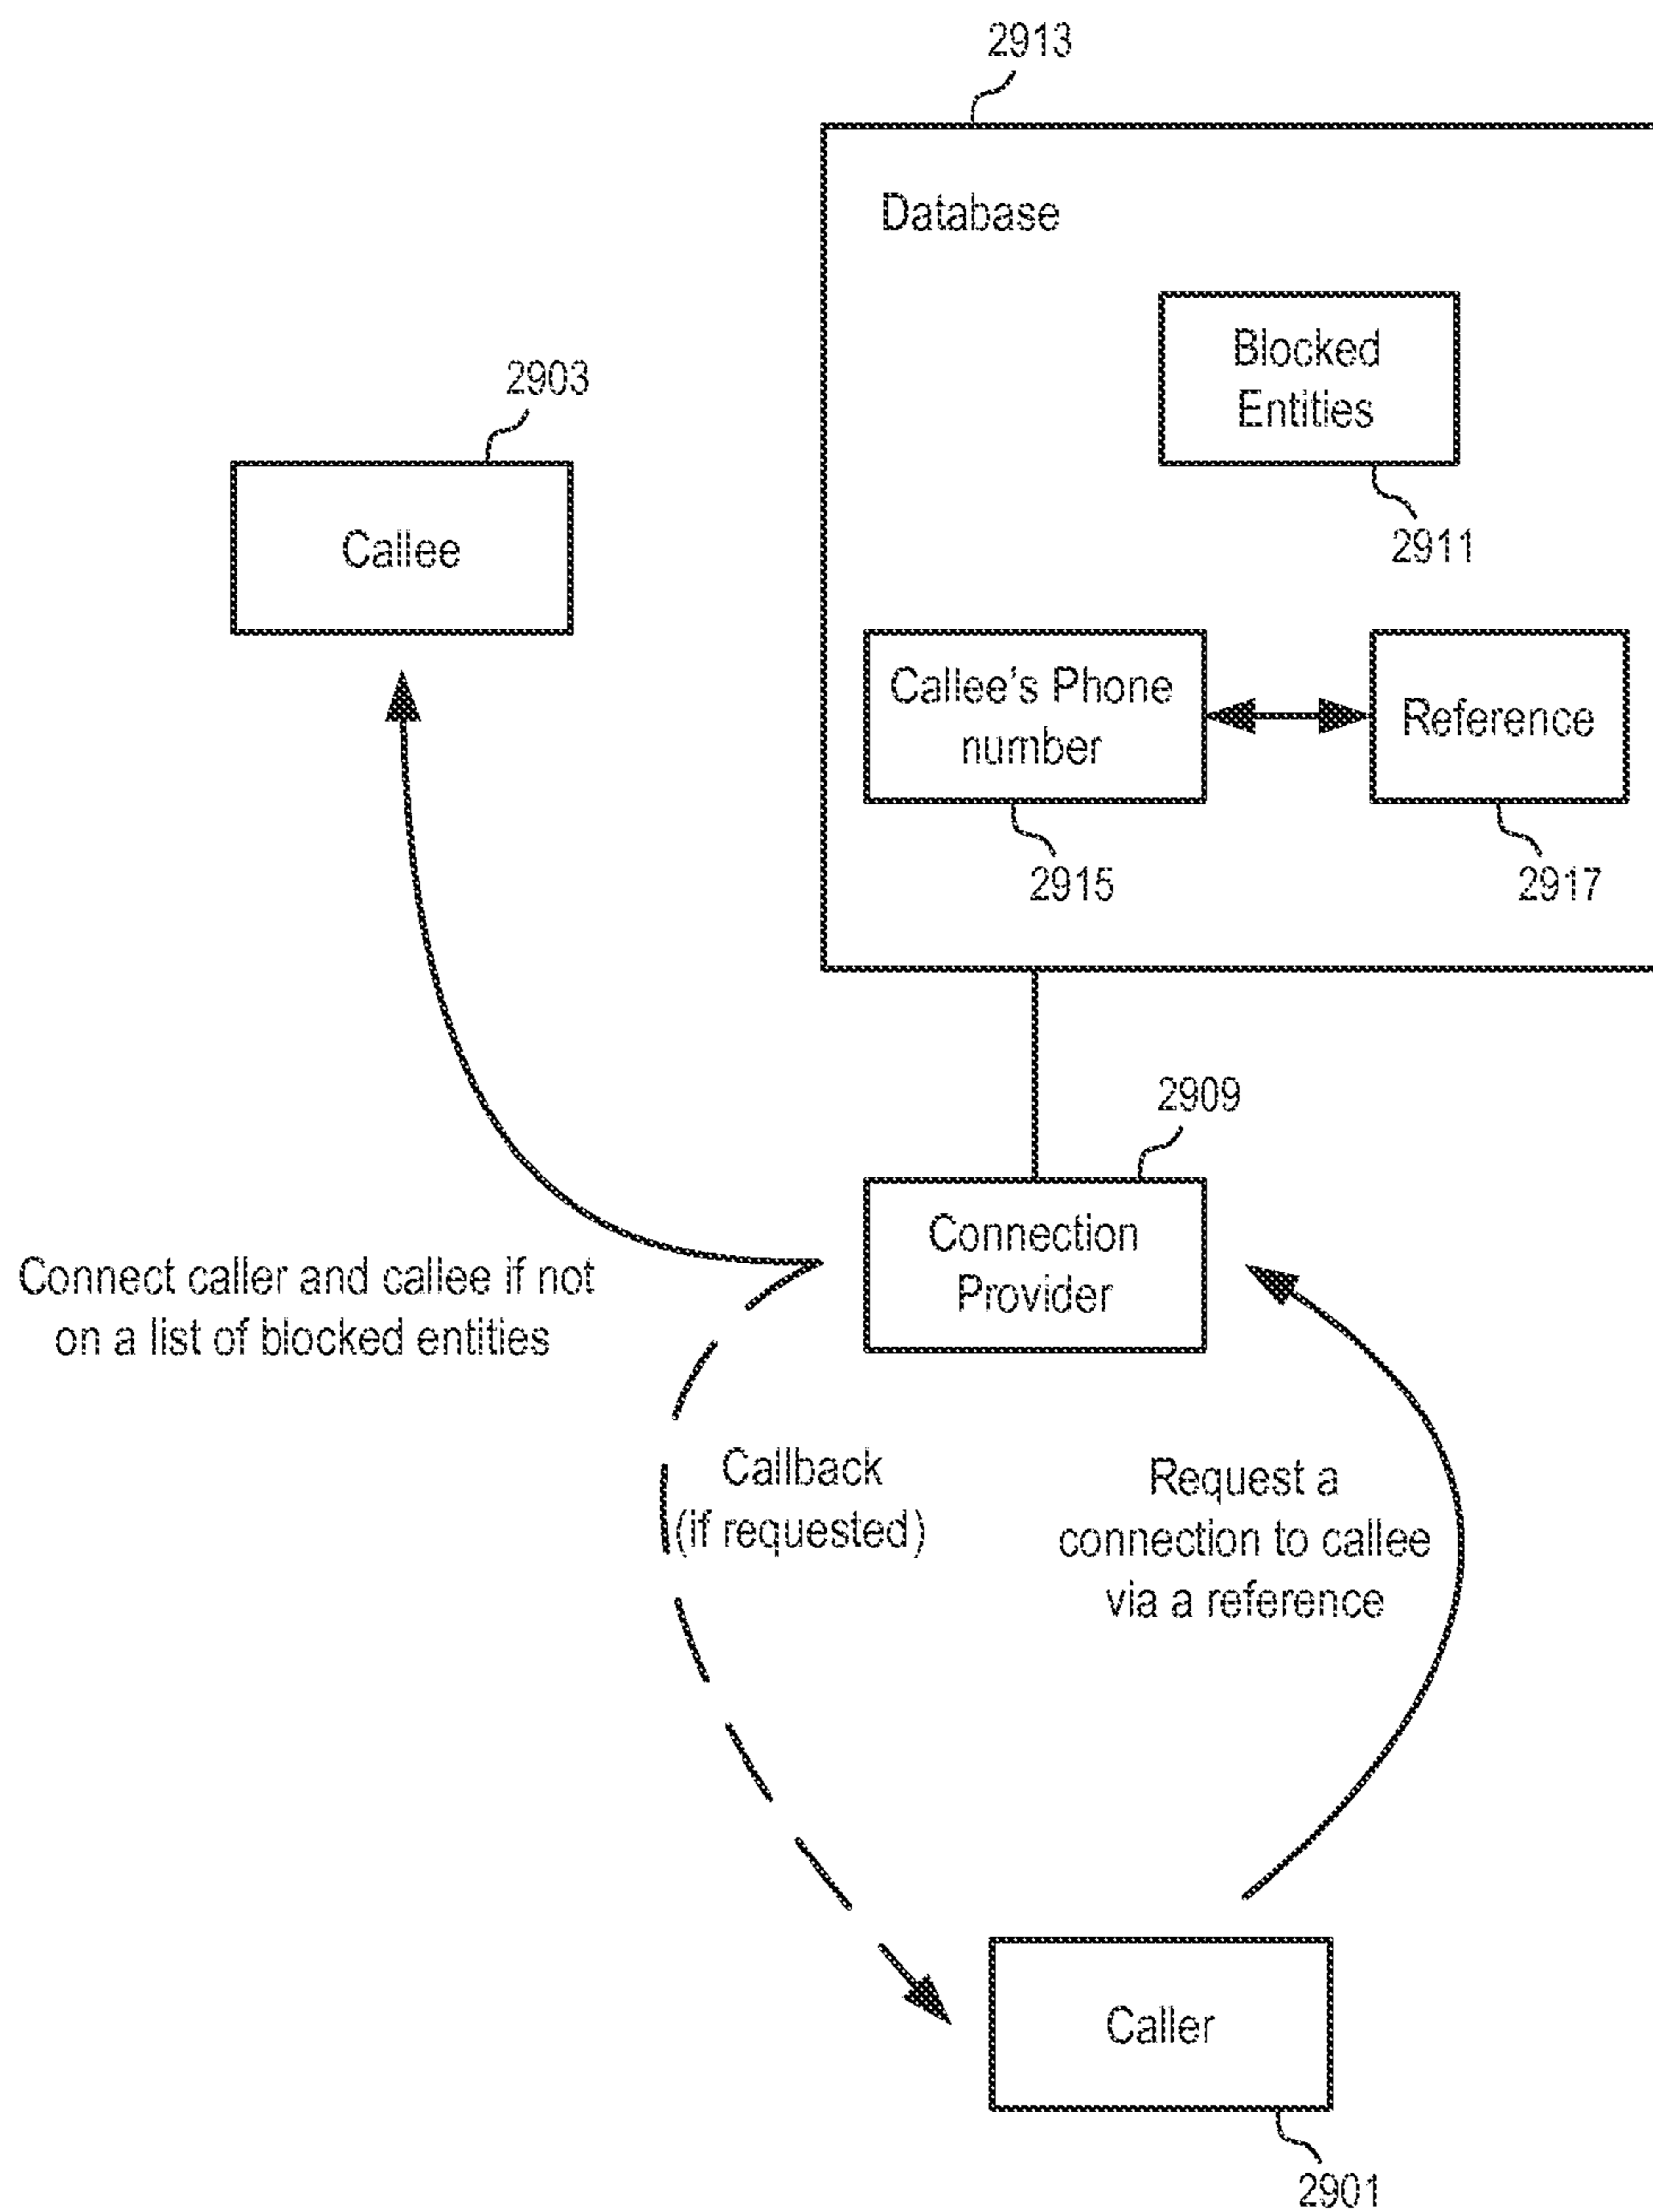 2913
Database
Blocked
Entities
2911
2903
Callee
Callee's Phone
number
2915
Reference
2917
2909
Connection
Provider
Connect caller and callee if not
on a list of blocked entities
Callback
(if requested)
Request a
connection to callee
via a reference
Caller
2901